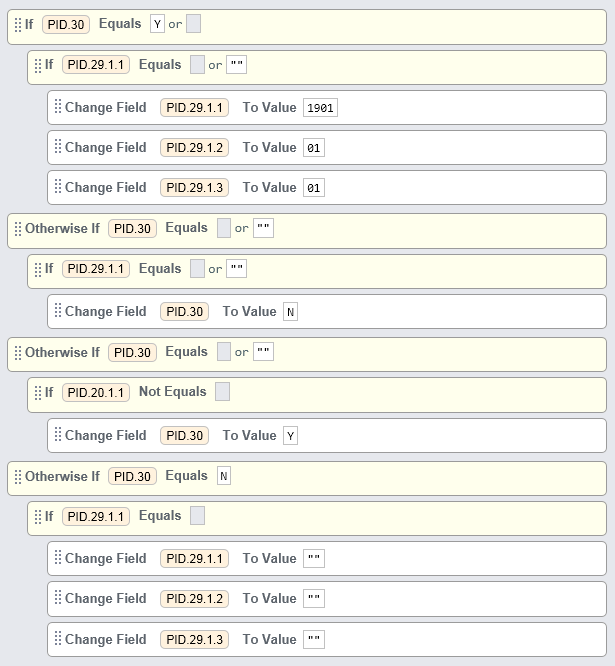 If PID.30 Equals Y or
If PID.29.1.1 Equals or ""
Change Field PID.29.1.1 To Value 1901
Change Field PID.29.1.2 To Value 01
Change Field PID.29.1.3 To Value 01
Otherwise If PID.30 Equals or ""
If PID.29.1.1 Equals or ""
Change Field PID.30 To Value N
Otherwise If PID.30 Equals or ""
If PID.20.1.1 Not Equals
Change Field PID.30 To Value Y
Otherwise If PID.30 Equals N
If PID.29.1.1 Equals
Change Field PID.29.1.1 To Value ""
Change Field PID.29.1.2 To Value ""
Change Field PID.29.1.3 To Value ""